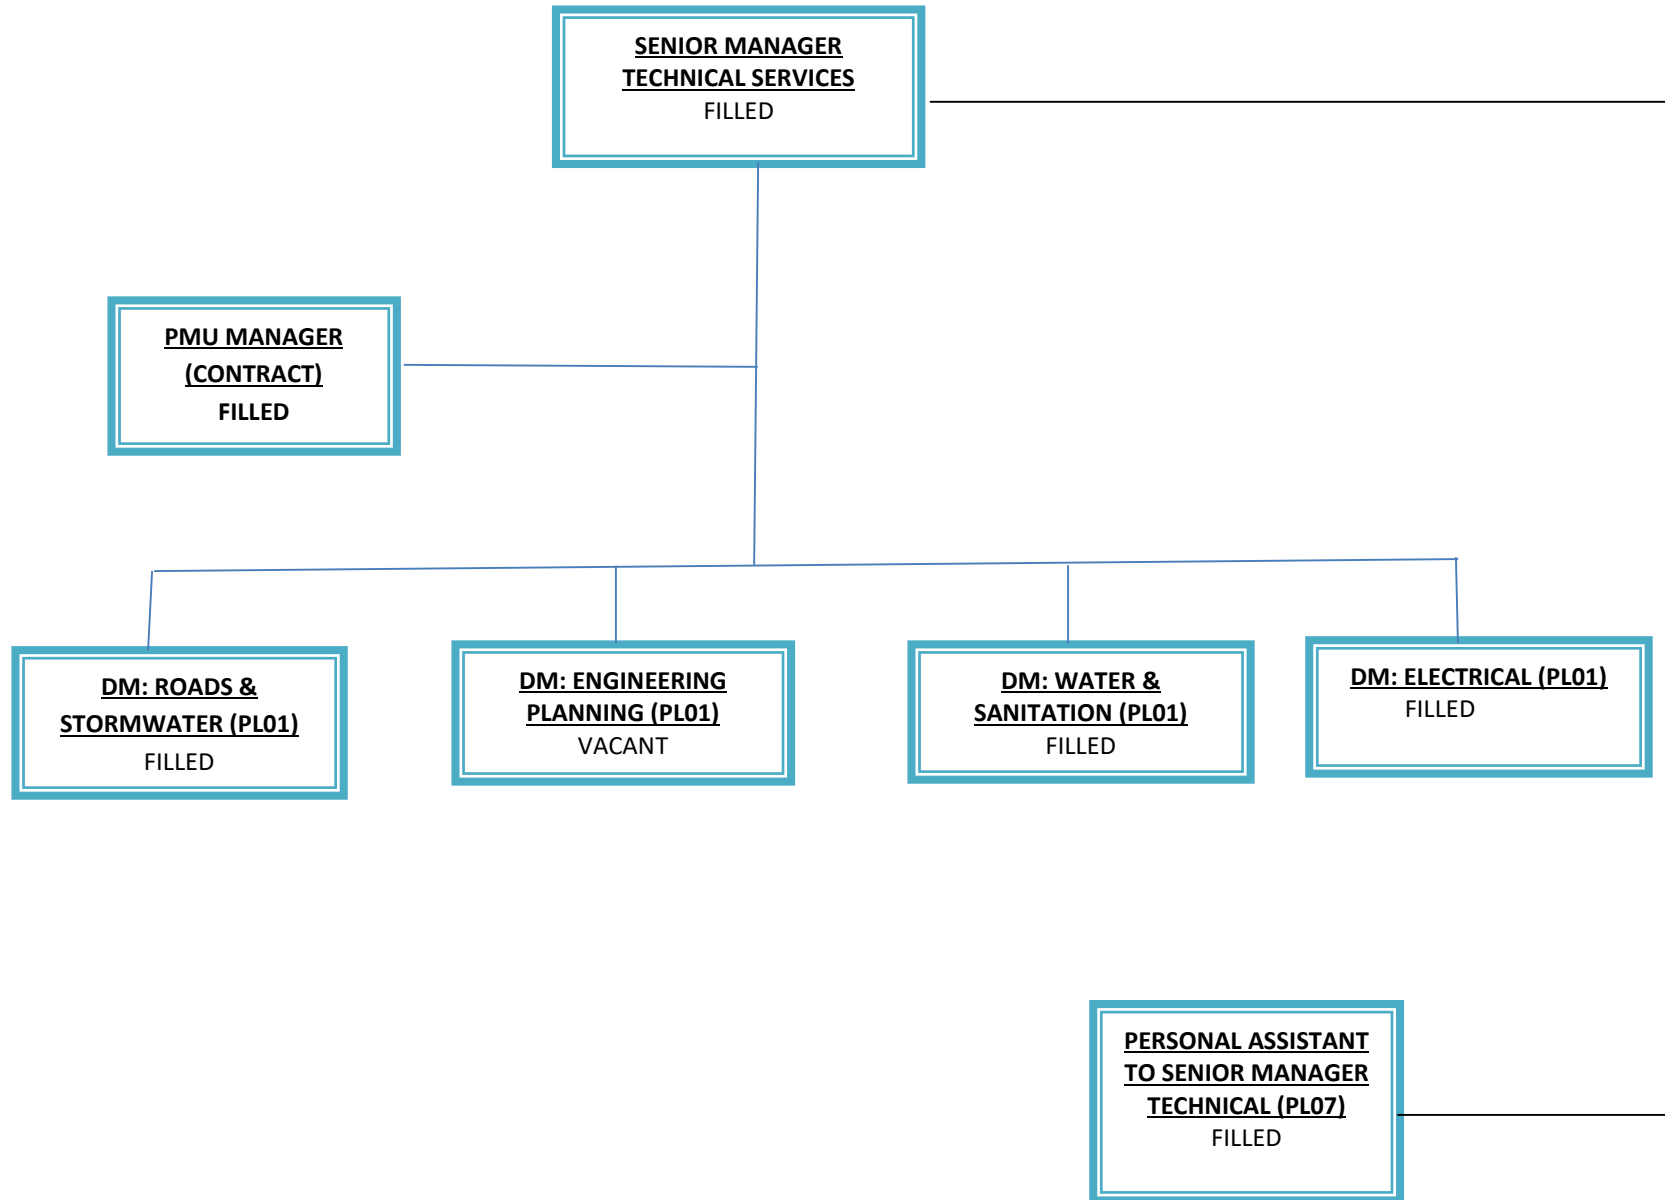 SENIOR MANAGER
TECHNICAL SERVICES
FILLED
PMU MANAGER
(CONTRACT)
FILLED
DM: ROADS &
STORMWATER (PL01)
FILLED
DM: ENGINEERING
PLANNING (PL01)
VACANT
DM: WATER &
SANITATION (PL01)
FILLED
DM: ELECTRICAL (PL01)
FILLED
PERSONAL ASSISTANT
TO SENIOR MANAGER
TECHNICAL (PL07)
FILLED